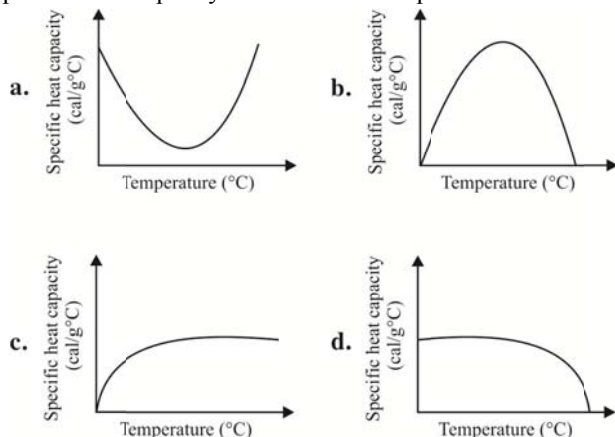 a.
Specific heat capacity
(cal/g°C)
Temperature (°C)
b.
Specific heat capacity
(cal/g°C)
Temperature (°C)
c.
Specific heat capacity
(cal/g°C)
Temperature (°C)
d.
Specific heat capacity
(cal/g°C)
Temperature (°C)